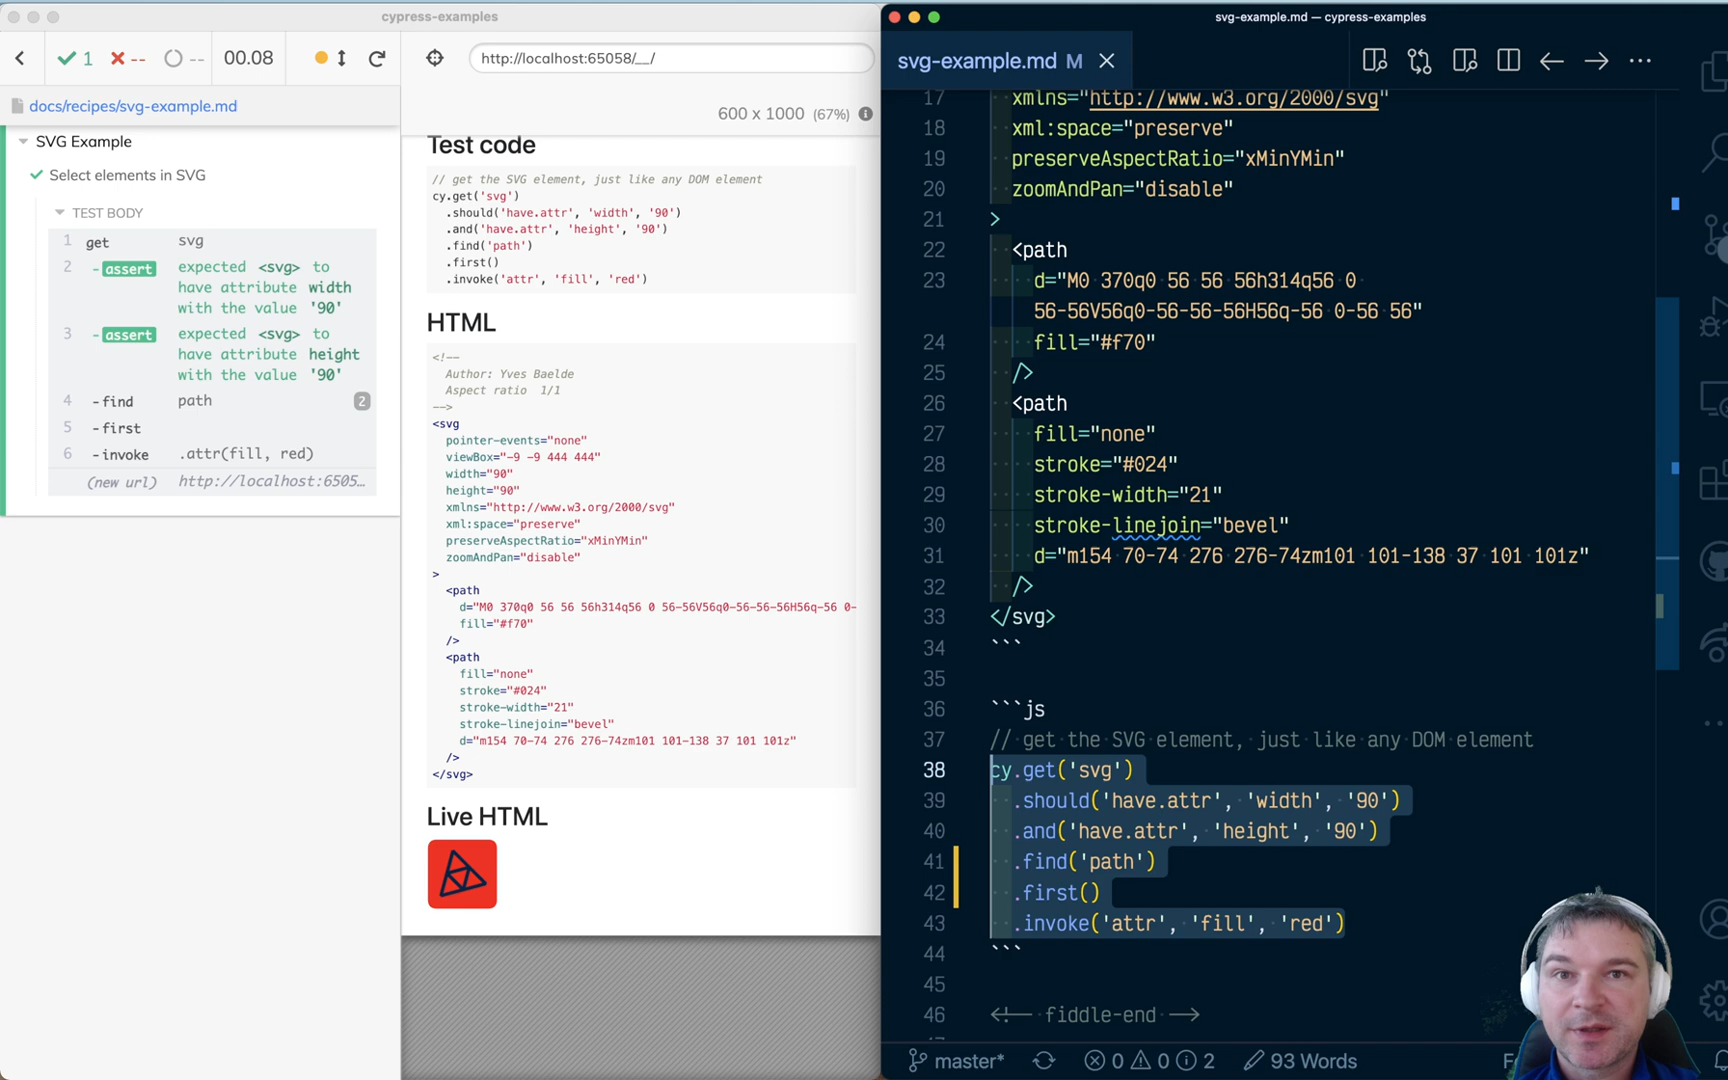 cypress-examples
1 -- -- 00.08
docs/recipes/svg-example.md
SVG Example
Select elements in SVG
TEST BODY
1 get svg
2 -assert expected <svg> to
have attribute width
with the value '90'
3 -assert expected <svg> to
have attribute height
with the value '90'
4 -find path 2
5 -first
6 -invoke .attr(fill, red)
(new url) http://localhost:6505…
http://localhost:65058/__/
600 x 1000 (67%)
Test code
// get the SVG element, just like any DOM element
cy.get('svg')
.should('have.attr', 'width', '90')
.and('have.attr', 'height', '90')
.find('path')
.first()
.invoke('attr', 'fill', 'red')
HTML
<!--
Author: Yves Baelde
Aspect ratio 1/1
-->
<svg
pointer-events="none"
viewBox="-9 -9 444 444"
width="90"
height="90"
xmlns="http://www.w3.org/2000/svg"
xml:space="preserve"
preserveAspectRatio="xMinYMin"
zoomAndPan="disable"
>
<path
d="M0 370q0 56 56 56h314q56 0 56-56V56q0-56-56-56H56q-56 0-
fill="#f70"
/>
<path
fill="none"
stroke="#024"
stroke-width="21"
stroke-linejoin="bevel"
d="m154 70-74 276 276-74zm101 101-138 37 101 101z"
/>
</svg>
Live HTML
svg-example.md — cypress-examples
svg-example.md M
17 xmlns="http://www.w3.org/2000/svg"
18 xml:space="preserve"
19 preserveAspectRatio="xMinYMin"
20 zoomAndPan="disable"
21 >
22 <path
23 d="M0 370q0 56 56 56h314q56 0
56-56V56q0-56-56-56H56q-56 0-56 56"
24 fill="#f70"
25 />
26 <path
27 fill="none"
28 stroke="#024"
29 stroke-width="21"
30 stroke-linejoin="bevel"
31 d="m154 70-74 276 276-74zm101 101-138 37 101 101z"
32 />
33 </svg>
34 ```
35
36 ```js
37 // get the SVG element, just like any DOM element
38 cy.get('svg')
39 .should('have.attr', 'width', '90')
40 .and('have.attr', 'height', '90')
41 .find('path')
42 .first()
43 .invoke('attr', 'fill', 'red')
44 ```
45
46 <!-- fiddle-end -->
master* 0 0 2 93 Words